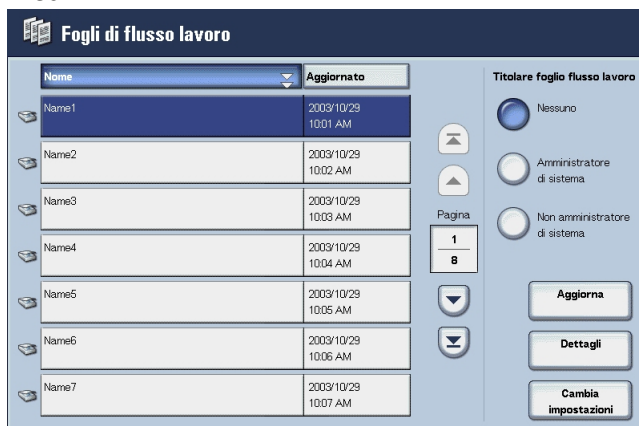 Fogli di flusso lavoro
Nome Aggiornato
Name1 2003/10/29
10:01 AM
Name2 2003/10/29
10:02 AM
Name3 2003/10/29
10:03 AM
Name4 2003/10/29
10:04 AM
Name5 2003/10/29
10:05 AM
Name6 2003/10/29
10:06 AM
Name7 2003/10/29
10:07 AM
Pagina
1
8
Titolare foglio flusso lavoro
Nessuno
Amministratore
di sistema
Non amministratore
di sistema
Aggiorna
Dettagli
Cambia
impostazioni